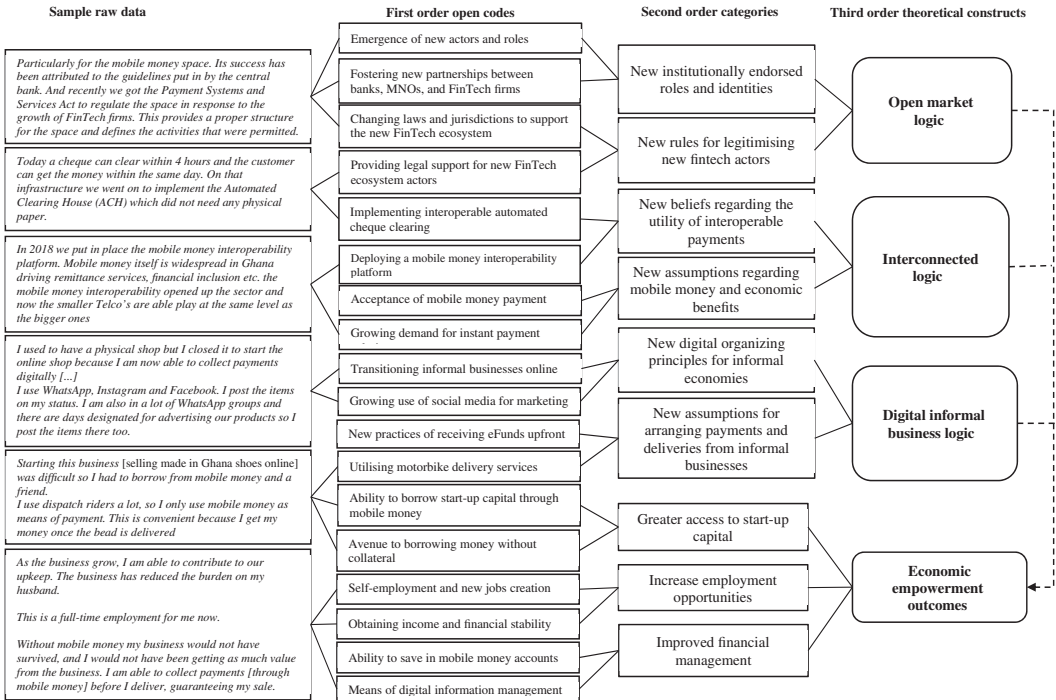 Sample raw data
First order open codes
Second order categories
Third order theoretical constructs
Particularly for the mobile money space. Its success has
been attributed to the guidelines put in by the central
bank. And recently we got the Payment Systems and
Services Act to regulate the space in response to the
growth of FinTech firms. This provides a proper structure
for the space and defines the activities that were permitted.
Today a cheque can clear within 4 hours and the customer
can get the money within the same day. On that
infrastructure we went on to implement the Automated
Clearing House (ACH) which did not need any physical
paper.
In 2018 we put in place the mobile money interoperability
platform. Mobile money itself is widespread in Ghana
driving remittance services, financial inclusion etc. the
mobile money interoperability opened up the sector and
now the smaller Telco's are able play at the same level as
the bigger ones
I used to have a physical shop but I closed it to start the
online shop because I am now able to collect payments
digitally [...]
I use WhatsApp, Instagram and Facebook. I post the items
on my status. I am also in a lot of WhatsApp groups and
there are days designated for advertising our products so I
post the items there too.
Starting this business [selling made in Ghana shoes online]
was difficult so I had to borrow from mobile money and a
friend.
I use dispatch riders a lot, so I only use mobile money as
means of payment. This is convenient because I get my
money once the bead is delivered
As the business grow, I am able to contribute to our
upkeep. The business has reduced the burden on my
husband.
This is a full-time employment for me now.
Without mobile money my business would not have
survived, and I would not have been getting as much value
from the business. I am able to collect payments [through
mobile money] before I deliver, guaranteeing my sale.
Emergence of new actors and roles
Fostering new partnerships between
banks, MNOs, and FinTech firms
Changing laws and jurisdictions to support
the new FinTech ecosystem
Providing legal support for new FinTech
ecosystem actors
Implementing interoperable automated
cheque clearing
Deploying a mobile money interoperability
platform
Acceptance of mobile money payment
Growing demand for instant payment
Transitioning informal businesses online
Growing use of social media for marketing
New practices of receiving eFunds upfront
Utilising motorbike delivery services
Ability to borrow start-up capital through
mobile money
Avenue to borrowing money without
collateral
Self-employment and new jobs creation
Obtaining income and financial stability
Ability to save in mobile money accounts
Means of digital information management
New institutionally endorsed
roles and identities
New rules for legitimising
new fintech actors
New beliefs regarding the
utility of interoperable
payments
New assumptions regarding
mobile money and economic
benefits
New digital organizing
principles for informal
economies
New assumptions for
arranging payments and
deliveries from informal
businesses
Greater access to start-up
capital
Increase employment
opportunities
Improved financial
management
Open market
logic
Interconnected
logic
Digital informal
business logic
Economic
empowerment
outcomes